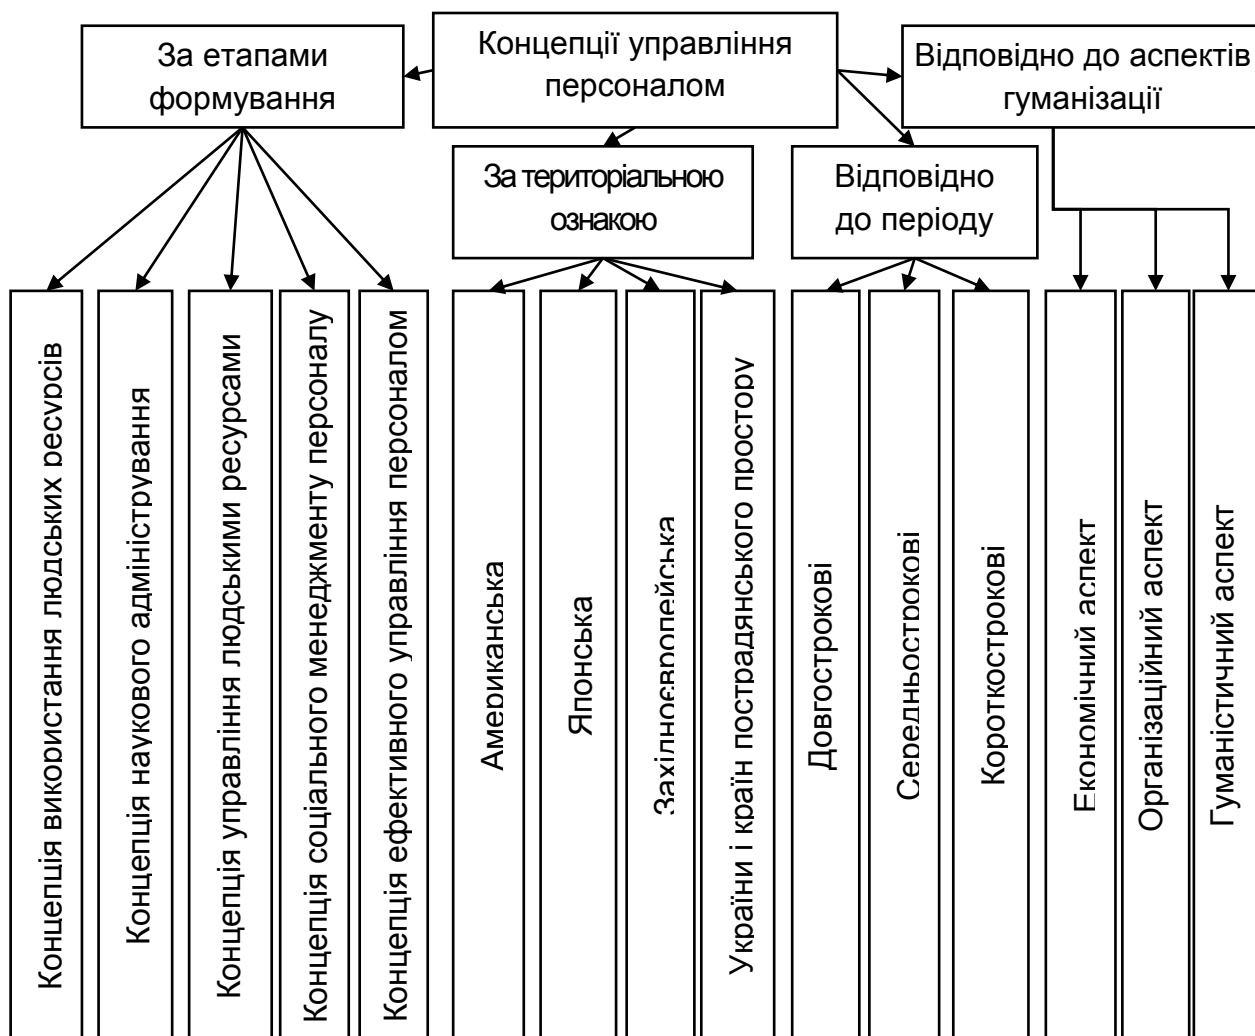 За етапами
формування
Концепції управління
персоналом
Відповідно до аспектів
гуманізації
За територіальною
ознакою
Відповідно
до періоду
Концепція використання людських ресурсів
Концепція наукового адміністрування
Концепція управління людськими ресурсами
Концепція соціального менеджменту персоналу
Концепція ефективного управління персоналом
Американська
Японська
Західноєвропейська
України і країн пострадянського простору
Довгострокові
Середньострокові
Короткострокові
Економічний аспект
Організаційний аспект
Гуманістичний аспект